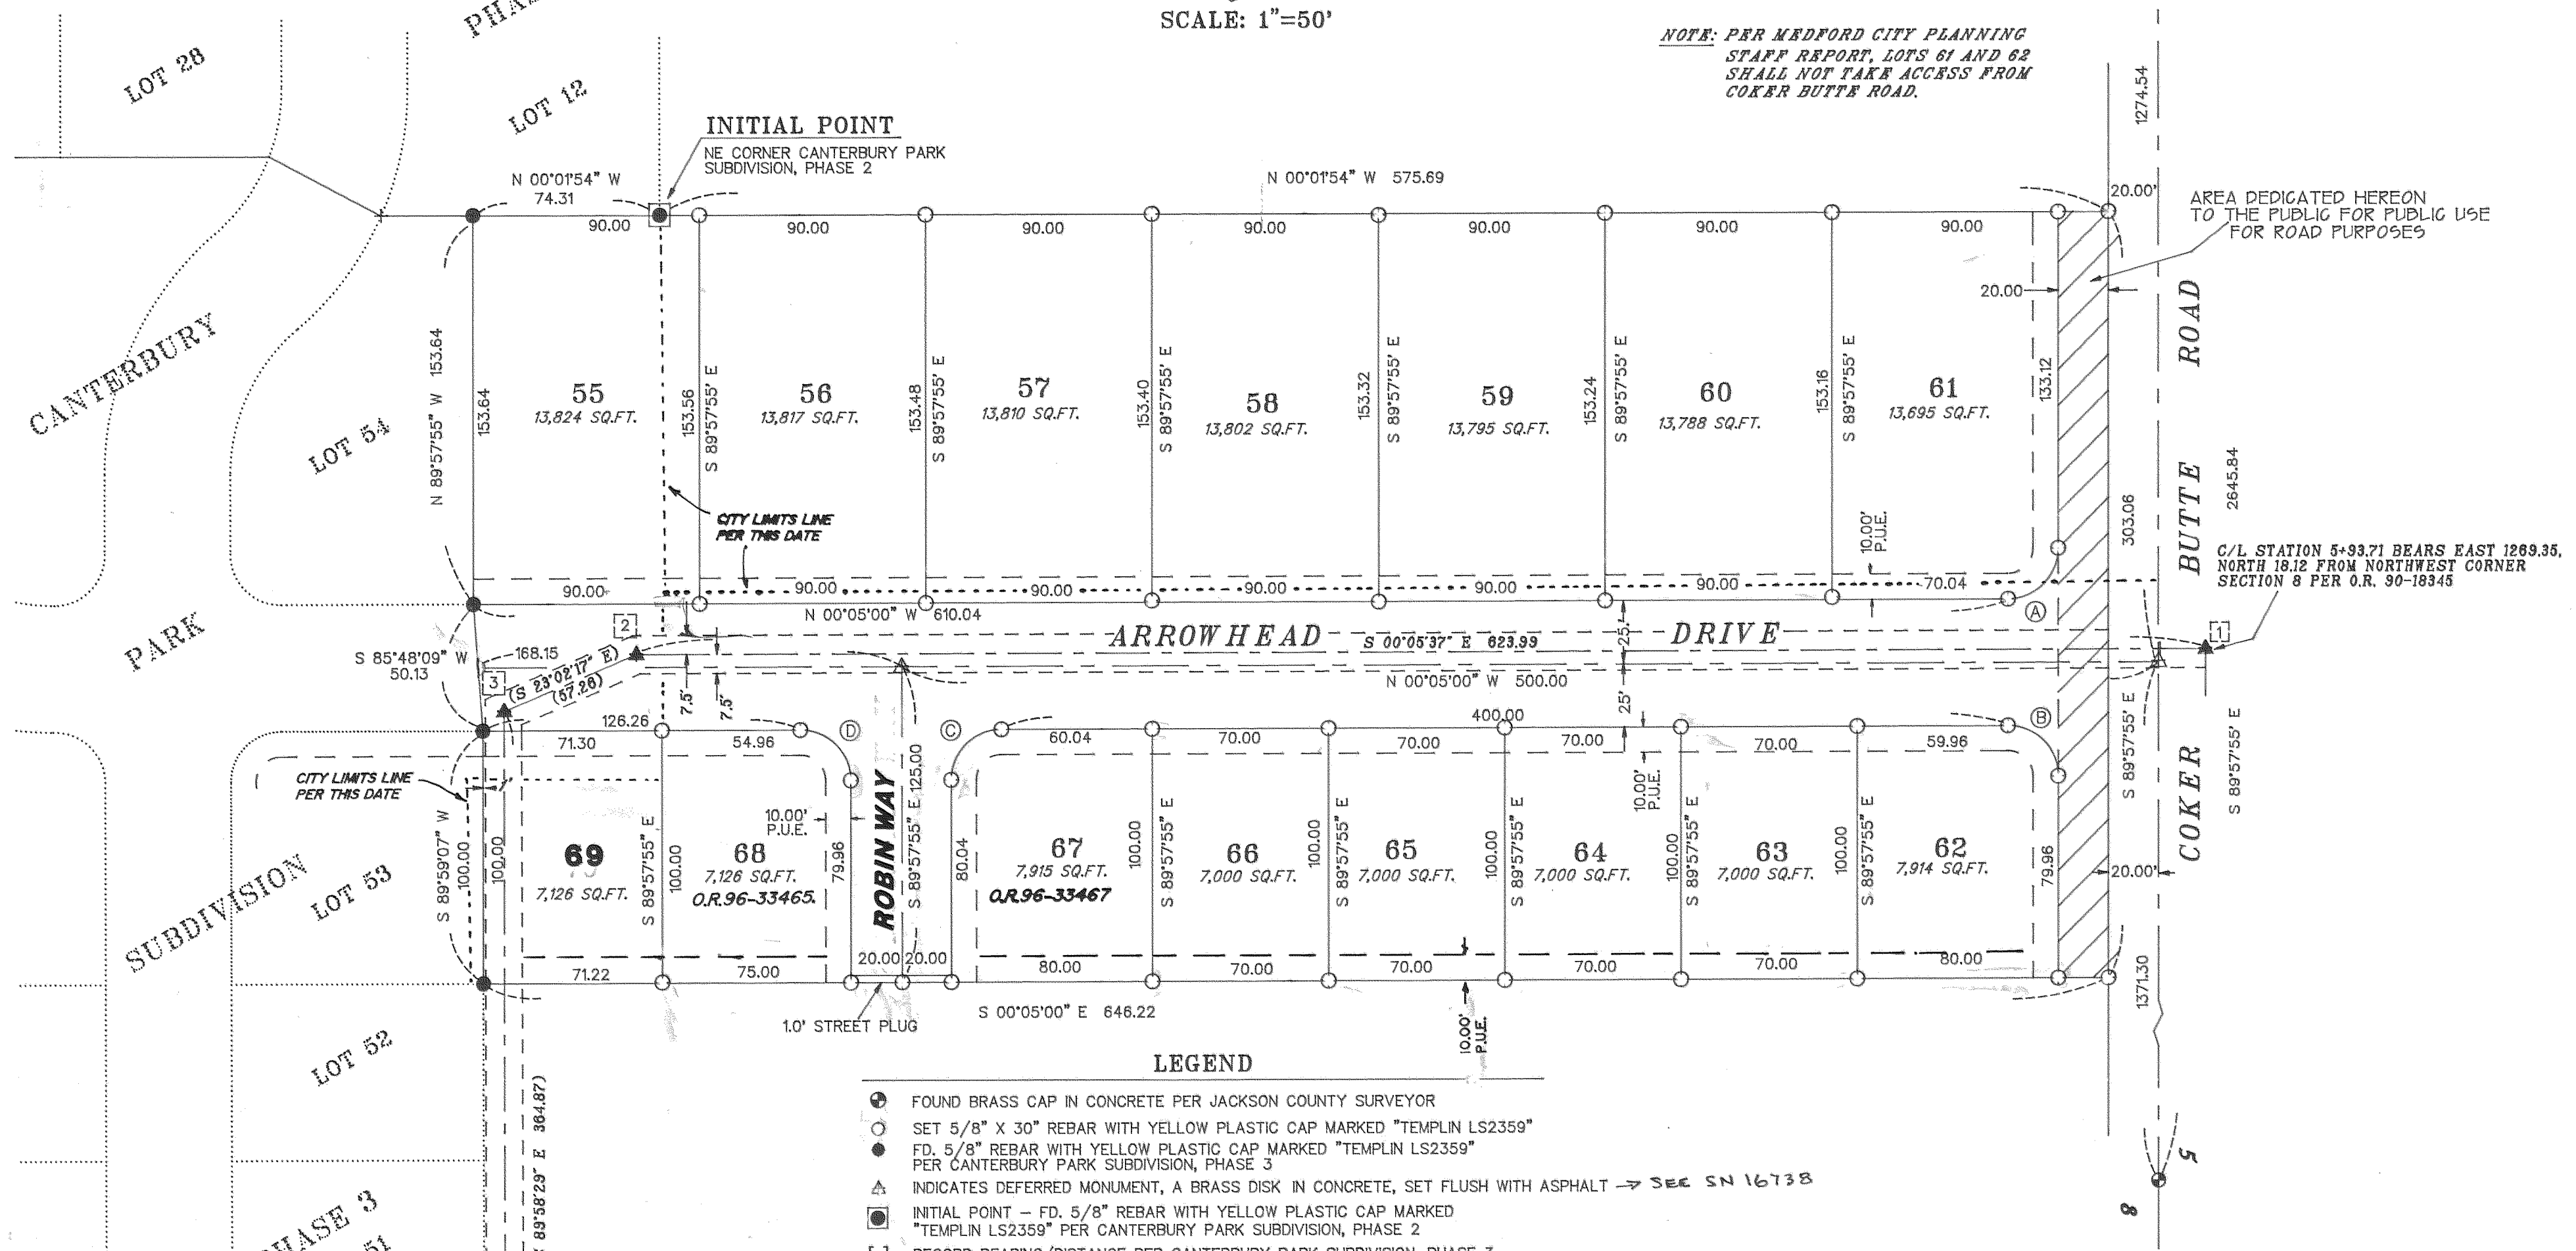 PHAS
SCALE: 1"=50'
NOTE: PER MEDFORD CITY PLANNING
STAFF REPORT, LOTS 61 AND 62
SHALL NOT TAKE ACCESS FROM
COKER BUTTE ROAD.
LOT 28
LOT 12
1274.54
INITIAL POINT
NE CORNER CANTERBURY PARK
SUBDIVISION, PHASE 2
N 00°01'54" W
74.31
N 00°01'54" W 575.69
20.00'
AREA DEDICATED HEREON
TO THE PUBLIC FOR PUBLIC USE
FOR ROAD PURPOSES
90.00
90.00
90.00
90.00
90.00
90.00
90.00
20.00
CANTERBURY
LOT 54
N 89°57'55" W 153.64
153.64
55
13,824 SQ.FT.
153.56
S 89°57'55' E
56
13,817 SQ.FT.
153.48
S 89°57'55' E
57
13,810 SQ.FT.
153.40
S 89°57'55' E
58
13,802 SQ.FT.
153.32
S 89°57'55' E
59
13,795 SQ.FT.
153.24
S 89°57'55' E
60
13,788 SQ.FT.
153.16
S 89°57'55' E
61
13,695 SQ.FT.
133.12
303.06
COKER BUTTE ROAD
2645.84
CITY LIMITS LINE
PER THIS DATE
10.00'
P.U.E.
C/L STATION 5+93.71 BEARS EAST 1269.35,
NORTH 18.12 FROM NORTHWEST CORNER
SECTION 8 PER O.R. 90-18345
90.00
90.00
90.00
90.00
90.00
90.00
70.04
A
N 00°05'00" W 610.04
2
1
ARROWHEAD DRIVE
S 00°05'37" E 623.99
25'
PARK
S 85°48'09" W
50.13
168.15
3
(S 23°02'17" E)
(57.26)
7.5'
7.5'
N 00°05'00" W 500.00
25'
126.26
71.30
54.96
D
C
400.00
60.04
70.00
70.00
70.00
70.00
59.96
B
S 89°57'55" E
S 89°57'55" E
CITY LIMITS LINE
PER THIS DATE
10.00'
P.U.E.
10.00'
P.U.E.
SUBDIVISION
LOT 53
S 89°59'07" W
100.00
100.00
69
7,126 SQ.FT.
S 89°57'55" E
100.00
68
7,126 SQ.FT.
O.R.96-33465.
79.96
ROBIN WAY
S 89°57'55" E 125.00
80.04
67
7,915 SQ.FT.
O.R.96-33467
100.00
S 89°57'55" E
66
7,000 SQ.FT.
100.00
S 89°57'55" E
65
7,000 SQ.FT.
100.00
S 89°57'55" E
64
7,000 SQ.FT.
100.00
S 89°57'55" E
63
7,000 SQ.FT.
100.00
S 89°57'55" E
62
7,914 SQ.FT.
79.96
20.00'
71.22
75.00
20.00
20.00
80.00
70.00
70.00
70.00
70.00
80.00
1.0' STREET PLUG
S 00°05'00" E 646.22
10.00'
P.U.E.
1371.30
LOT 52
89°58'29" E 364.87)
PHASE 3
51
LEGEND
FOUND BRASS CAP IN CONCRETE PER JACKSON COUNTY SURVEYOR
SET 5/8" X 30" REBAR WITH YELLOW PLASTIC CAP MARKED "TEMPLIN LS2359"
FD. 5/8" REBAR WITH YELLOW PLASTIC CAP MARKED "TEMPLIN LS2359"
PER CANTERBURY PARK SUBDIVISION, PHASE 3
INDICATES DEFERRED MONUMENT, A BRASS DISK IN CONCRETE, SET FLUSH WITH ASPHALT → SEE SN 16738
INITIAL POINT – FD. 5/8" REBAR WITH YELLOW PLASTIC CAP MARKED
"TEMPLIN LS2359" PER CANTERBURY PARK SUBDIVISION, PHASE 2
RECORD BEARING/DISTANCE PER CANTERBURY PARK SUBDIVISION, PHASE 3
5
8